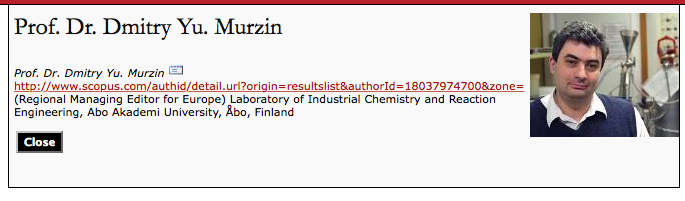 Prof. Dr. Dmitry Yu. Murzin
Prof. Dr. Dmitry Yu. Murzin
http://www.scopus.com/authid/detail.url?origin=resultslist&authorId=18037974700&zone=
(Regional Managing Editor for Europe) Laboratory of Industrial Chemistry and Reaction
Engineering, Abo Akademi University, Åbo, Finland
Close